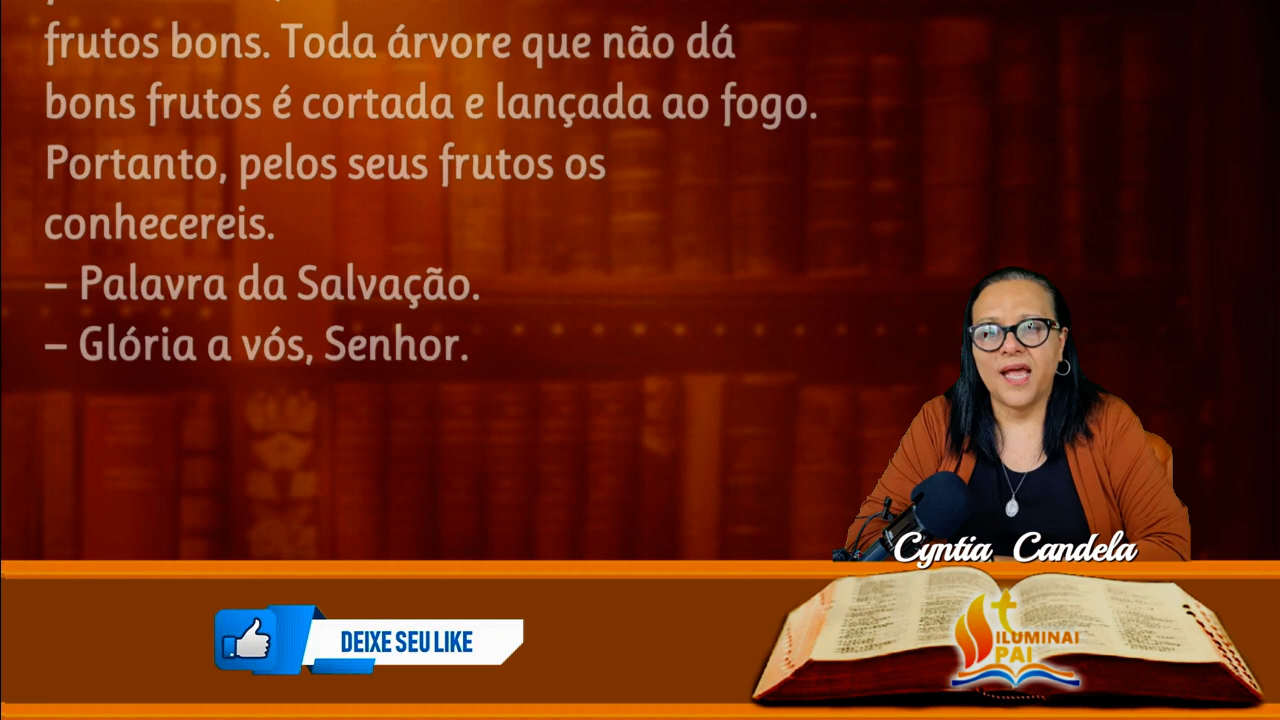 frutos bons. Toda árvore que não dá
bons frutos é cortada e lançada ao fogo.
Portanto, pelos seus frutos os
conhecereis.
– Palavra da Salvação.
– Glória a vós, Senhor.
Cyntia Candela
DEIXE SEU LIKE
ILUMINAI
PAI